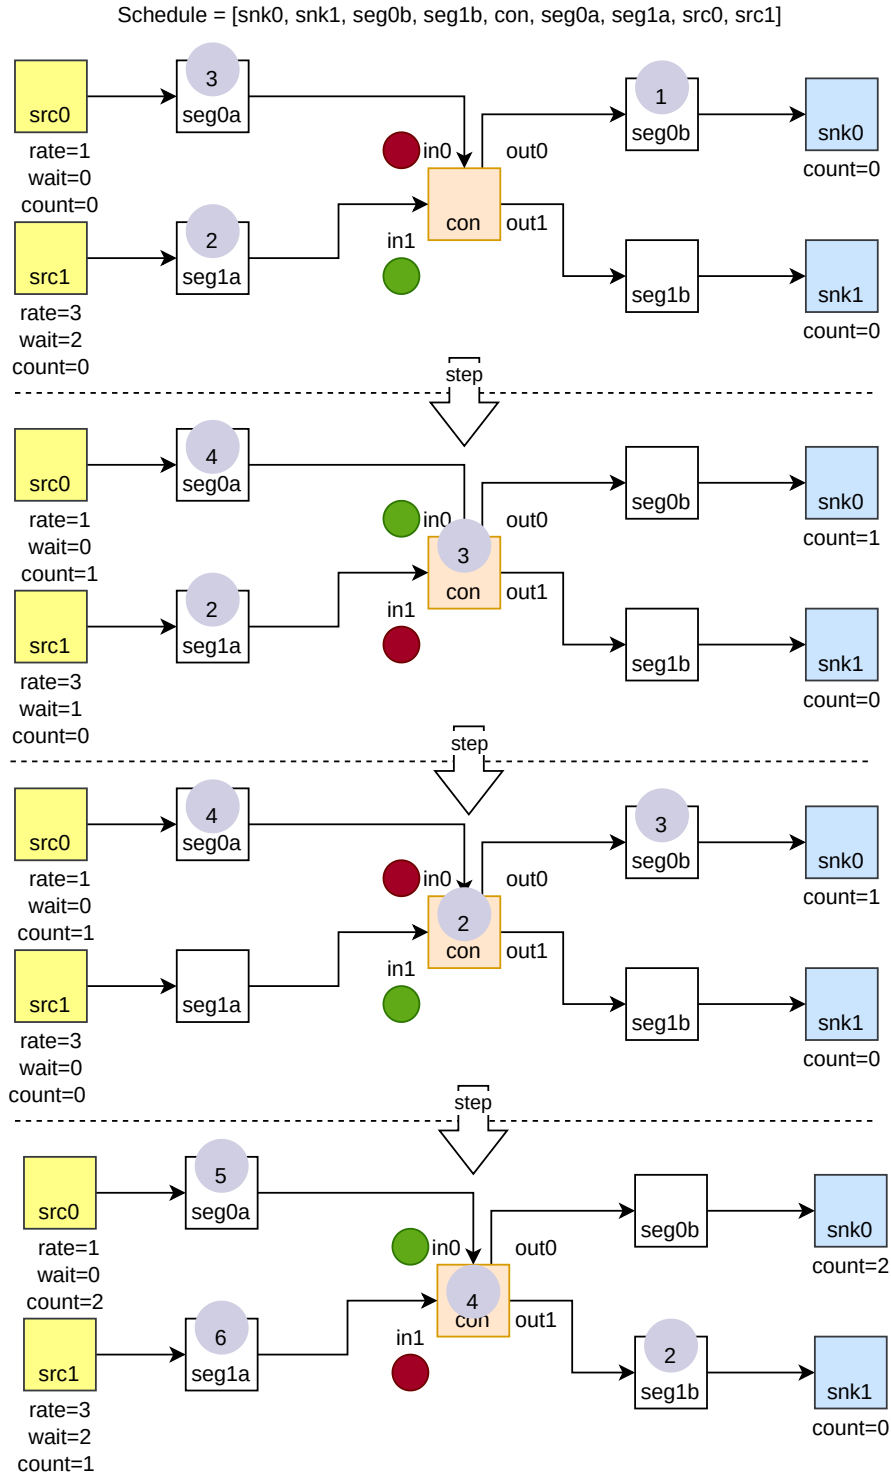 Schedule = [snk0, snk1, seg0b, seg1b, con, seg0a, seg1a, src0, src1]
3
1
src0
seg0a
seg0b
snk0
rate=1
wait=0
count=0
in0
out0
count=0
2
con
out1
src1
seg1a
in1
seg1b
snk1
rate=3
wait=2
count=0
count=0
step
4
src0
seg0a
seg0b
snk0
rate=1
wait=0
count=1
in0
out0
count=1
3
2
con
out1
src1
seg1a
in1
seg1b
snk1
rate=3
wait=1
count=0
count=0
step
4
3
src0
seg0a
seg0b
snk0
rate=1
wait=0
count=1
in0
out0
count=1
2
con
out1
src1
seg1a
in1
seg1b
snk1
rate=3
wait=0
count=0
count=0
step
5
src0
seg0a
seg0b
snk0
rate=1
wait=0
count=2
in0
out0
count=2
4
con
out1
6
2
src1
seg1a
in1
seg1b
snk1
rate=3
wait=2
count=1
count=0